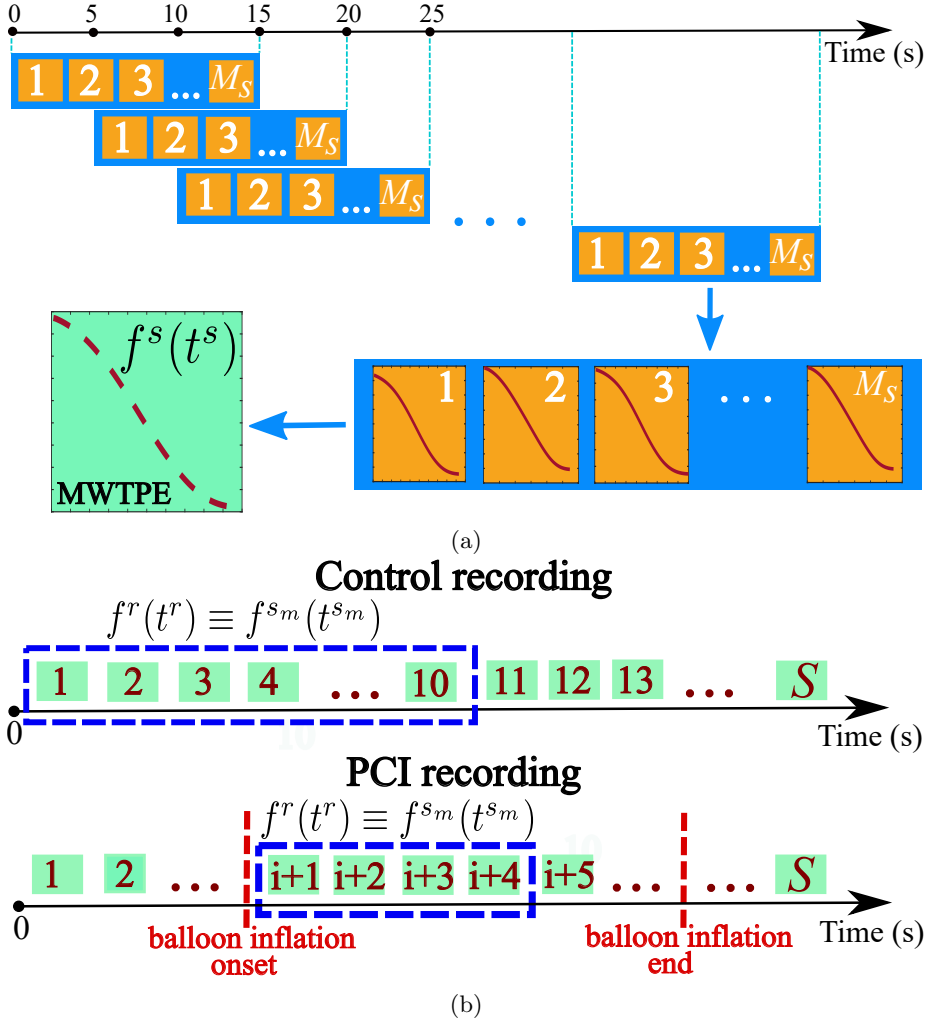 0 5 10 15 20 25
Time (s)
1 2 3 ... M_S
1 2 3 ... M_S
1 2 3 ... M_S
. . .
1 2 3 ... M_S
f^s(t^s)
MWTPE
1 2 3 . . . M_S
(a)
Control recording
f^r(t^r) ≡ f^{s_m}(t^{s_m})
1 2 3 4 ... 10 11 12 13 ... S
0
Time (s)
10
PCI recording
f^r(t^r) ≡ f^{s_m}(t^{s_m})
10
1 2 ... i+1 i+2 i+3 i+4 i+5 ... ... S
0
Time (s)
balloon inflation
onset
balloon inflation
end
(b)